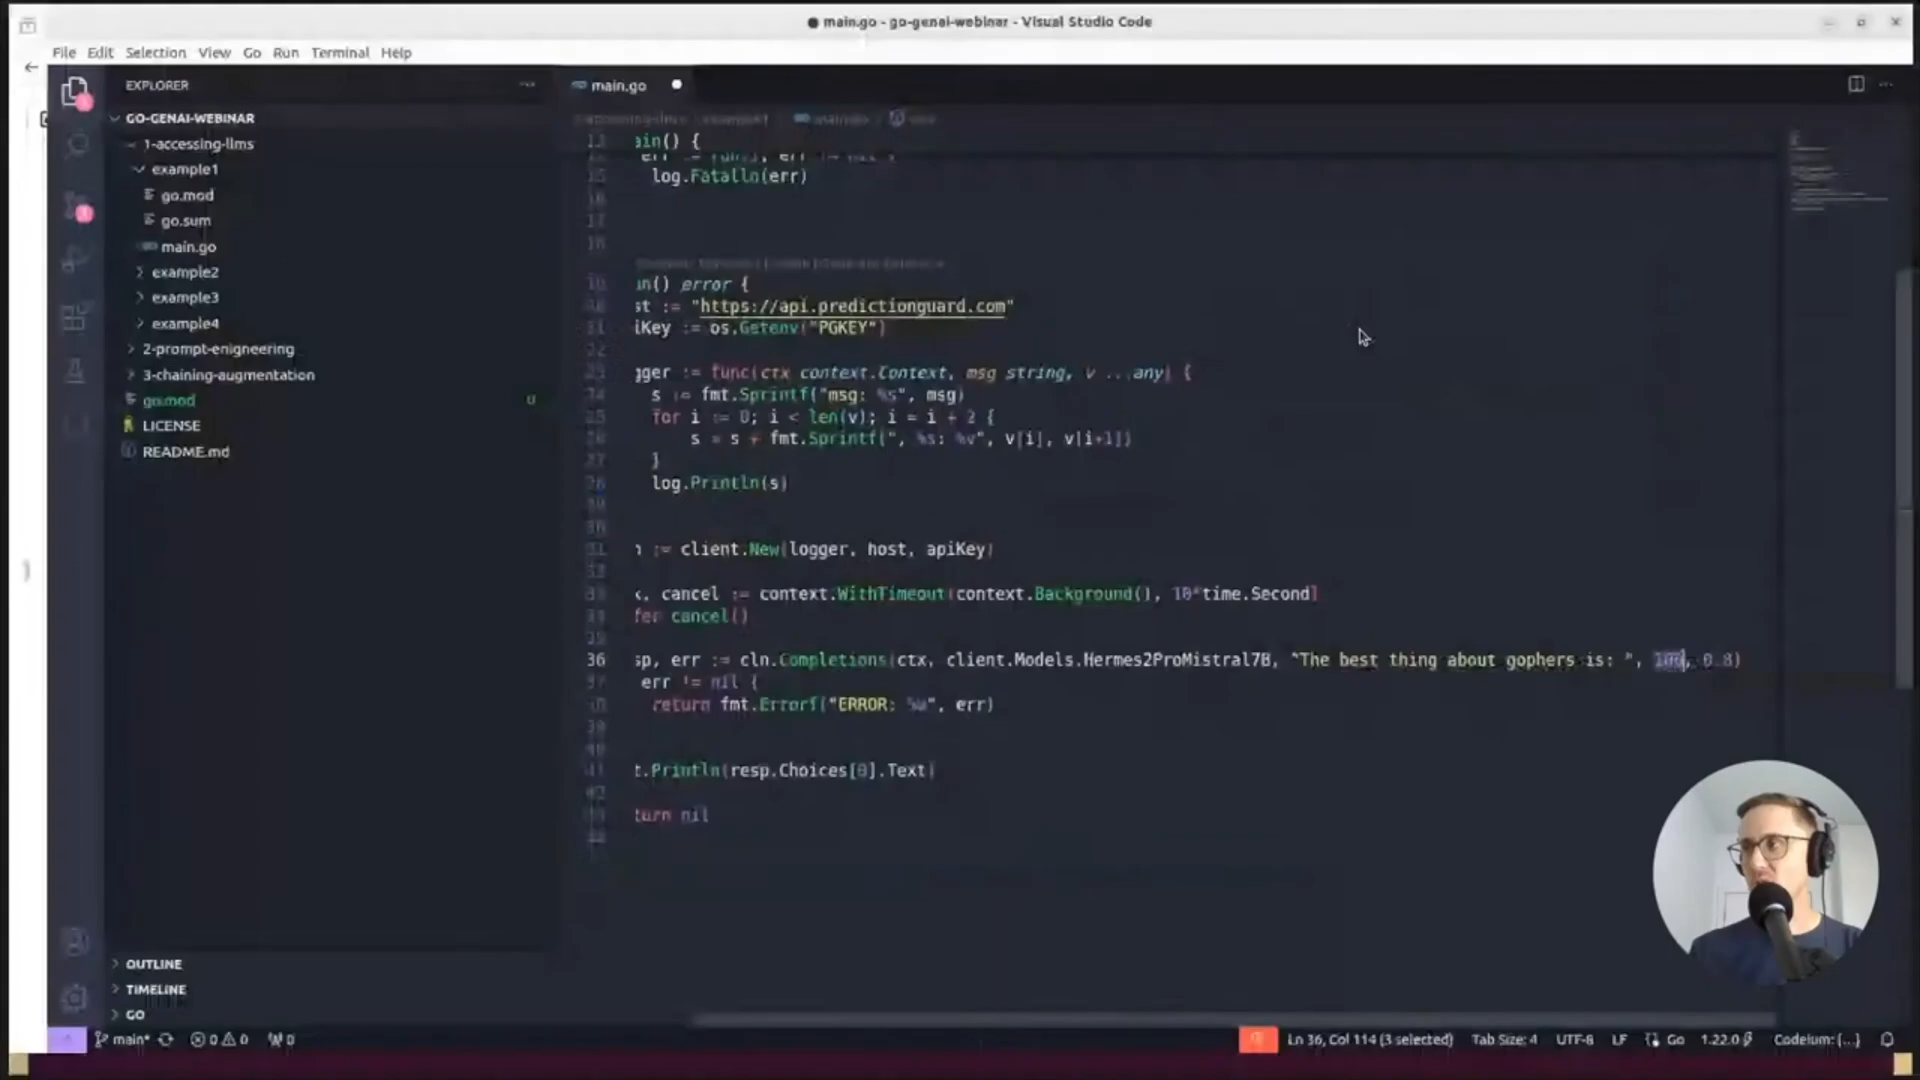 main.go - go-genai-webinar - Visual Studio Code
File Edit Selection View Go Run Terminal Help
EXPLORER
main.go
GO-GENAI-WEBINAR
1-accessing-llms
example1
go.mod
go.sum
main.go
example2
example3
example4
2-prompt-enigneering
3-chaining-augmentation
go.mod
U
LICENSE
README.md
OUTLINE
TIMELINE
GO
ain() {
log.Fatalln(err)
un() error {
st := "https://api.predictionguard.com"
iKey := os.Getenv("PGKEY")
gger := func(ctx context.Context, msg string, v ...any) {
s := fmt.Sprintf("msg: %s", msg)
for i := 0; i < len(v); i = i + 2 {
s = s + fmt.Sprintf(", %s: %v", v[i], v[i+1])
}
log.Println(s)
:= client.New(logger, host, apiKey)
x, cancel := context.WithTimeout(context.Background(), 10*time.Second)
fer cancel()
36 sp, err := cln.Completions(ctx, client.Models.Hermes2ProMistral7B, "The best thing about gophers is: ", 100, 0.8)
err != nil {
return fmt.Errorf("ERROR: %w", err)
t.Println(resp.Choices[0].Text)
turn nil
main* 0 0 0
Ln 36, Col 114 (3 selected) Tab Size: 4 UTF-8 LF Go 1.22.0 Codeium: {...}